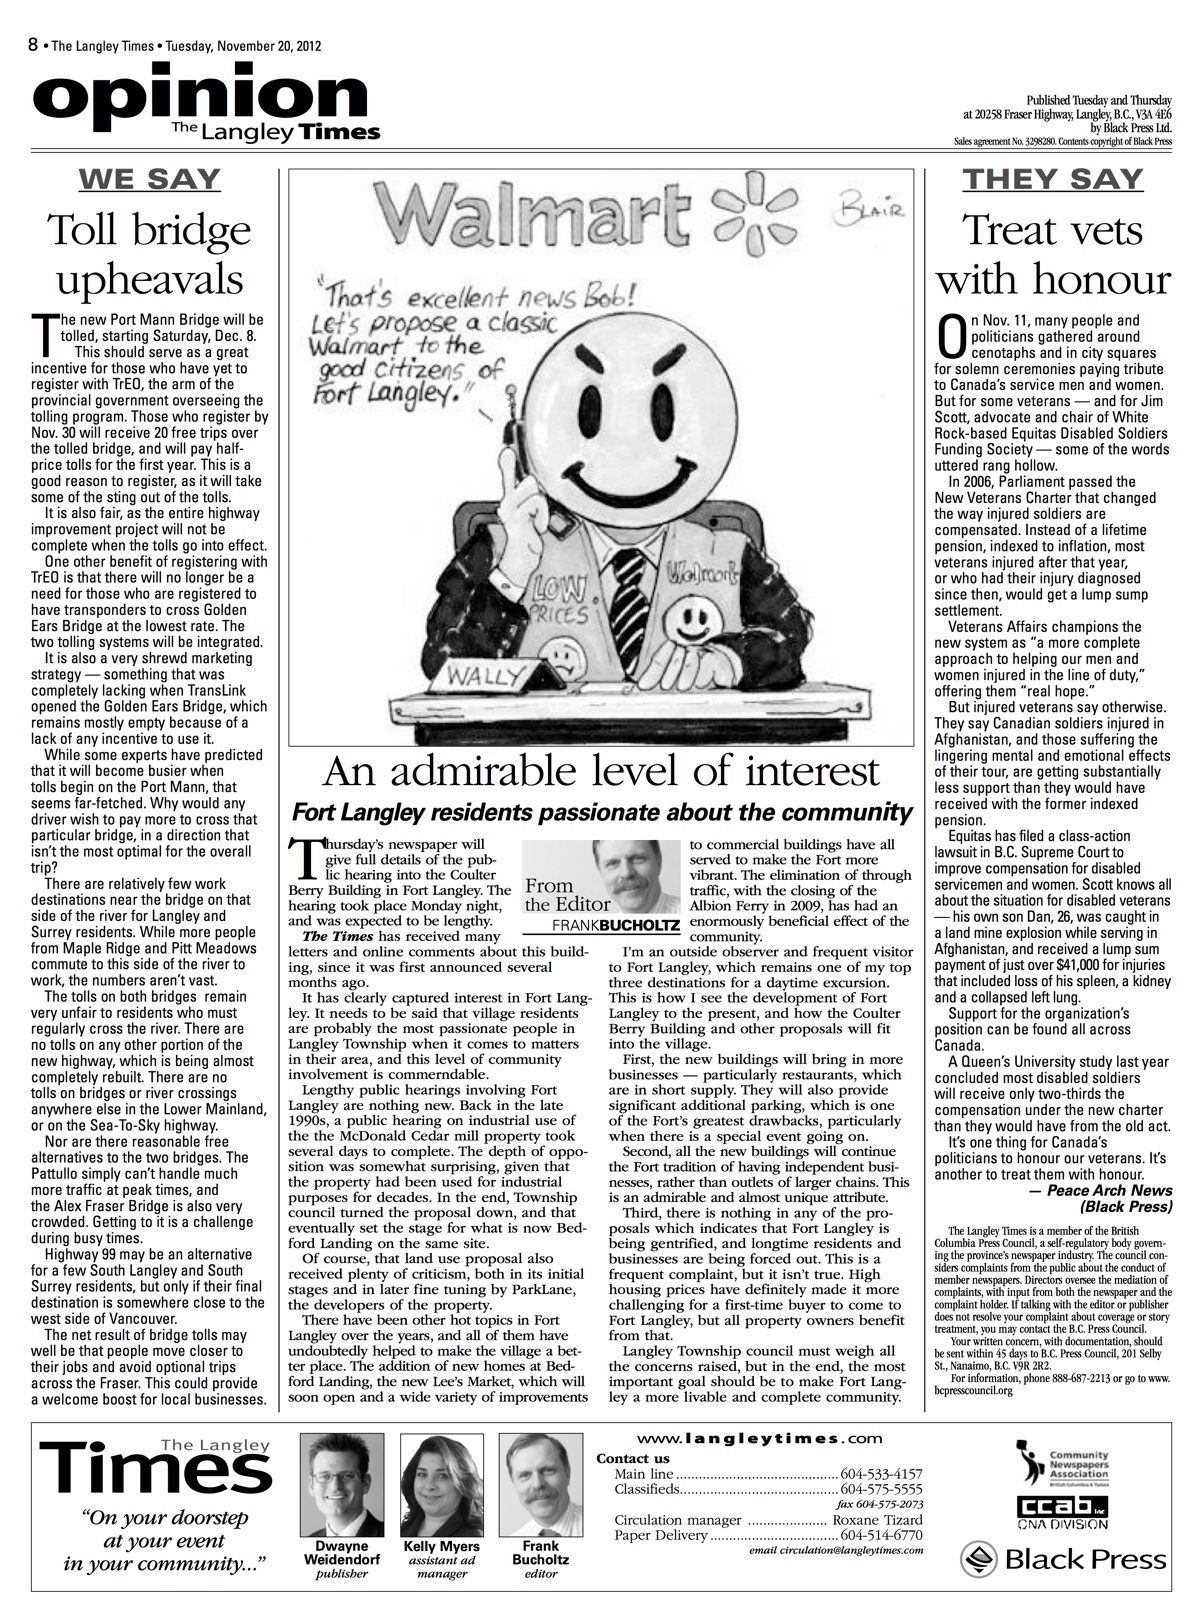 8 • The Langley Times • Tuesday, November 20, 2012
opinion
The Langley Times
Published Tuesday and Thursday
at 20258 Fraser Highway, Langley, B.C., V3A 4E6
by Black Press Ltd.
Sales agreement No. 3298280. Contents copyright of Black Press
WE SAY
Toll bridge
upheavals
The new Port Mann Bridge will be
tolled, starting Saturday, Dec. 8.
This should serve as a great
incentive for those who have yet to
register with TrEO, the arm of the
provincial government overseeing the
tolling program. Those who register by
Nov. 30 will receive 20 free trips over
the tolled bridge, and will pay half-
price tolls for the first year. This is a
good reason to register, as it will take
some of the sting out of the tolls.
It is also fair, as the entire highway
improvement project will not be
complete when the tolls go into effect.
One other benefit of registering with
TrEO is that there will no longer be a
need for those who are registered to
have transponders to cross Golden
Ears Bridge at the lowest rate. The
two tolling systems will be integrated.
It is also a very shrewd marketing
strategy — something that was
completely lacking when TransLink
opened the Golden Ears Bridge, which
remains mostly empty because of a
lack of any incentive to use it.
While some experts have predicted
that it will become busier when
tolls begin on the Port Mann, that
seems far-fetched. Why would any
driver wish to pay more to cross that
particular bridge, in a direction that
isn't the most optimal for the overall
trip?
There are relatively few work
destinations near the bridge on that
side of the river for Langley and
Surrey residents. While more people
from Maple Ridge and Pitt Meadows
commute to this side of the river to
work, the numbers aren't vast.
The tolls on both bridges remain
very unfair to residents who must
regularly cross the river. There are
no tolls on any other portion of the
new highway, which is being almost
completely rebuilt. There are no
tolls on bridges or river crossings
anywhere else in the Lower Mainland,
or on the Sea-To-Sky highway.
Nor are there reasonable free
alternatives to the two bridges. The
Pattullo simply can't handle much
more traffic at peak times, and
the Alex Fraser Bridge is also very
crowded. Getting to it is a challenge
during busy times.
Highway 99 may be an alternative
for a few South Langley and South
Surrey residents, but only if their final
destination is somewhere close to the
west side of Vancouver.
The net result of bridge tolls may
well be that people move closer to
their jobs and avoid optional trips
across the Fraser. This could provide
a welcome boost for local businesses.
Walmart
BLAIR
"That's excellent news Bob!
Let's propose a classic
Walmart to the
good citizens of
Fort Langley."
LOW
PRICES
Walmart
WALLY
An admirable level of interest
Fort Langley residents passionate about the community
Thursday's newspaper will
give full details of the pub-
lic hearing into the Coulter
Berry Building in Fort Langley. The
hearing took place Monday night,
and was expected to be lengthy.
The Times has received many
letters and online comments about this build-
ing, since it was first announced several
months ago.
It has clearly captured interest in Fort Lang-
ley. It needs to be said that village residents
are probably the most passionate people in
Langley Township when it comes to matters
in their area, and this level of community
involvement is commerndable.
Lengthy public hearings involving Fort
Langley are nothing new. Back in the late
1990s, a public hearing on industrial use of
the the McDonald Cedar mill property took
several days to complete. The depth of oppo-
sition was somewhat surprising, given that
the property had been used for industrial
purposes for decades. In the end, Township
council turned the proposal down, and that
eventually set the stage for what is now Bed-
ford Landing on the same site.
Of course, that land use proposal also
received plenty of criticism, both in its initial
stages and in later fine tuning by ParkLane,
the developers of the property.
There have been other hot topics in Fort
Langley over the years, and all of them have
undoubtedly helped to make the village a bet-
ter place. The addition of new homes at Bed-
ford Landing, the new Lee's Market, which will
soon open and a wide variety of improvements
From
the Editor
FRANKBUCHOLTZ
to commercial buildings have all
served to make the Fort more
vibrant. The elimination of through
traffic, with the closing of the
Albion Ferry in 2009, has had an
enormously beneficial effect of the
community.
I'm an outside observer and frequent visitor
to Fort Langley, which remains one of my top
three destinations for a daytime excursion.
This is how I see the development of Fort
Langley to the present, and how the Coulter
Berry Building and other proposals will fit
into the village.
First, the new buildings will bring in more
businesses — particularly restaurants, which
are in short supply. They will also provide
significant additional parking, which is one
of the Fort's greatest drawbacks, particularly
when there is a special event going on.
Second, all the new buildings will continue
the Fort tradition of having independent busi-
nesses, rather than outlets of larger chains. This
is an admirable and almost unique attribute.
Third, there is nothing in any of the pro-
posals which indicates that Fort Langley is
being gentrified, and longtime residents and
businesses are being forced out. This is a
frequent complaint, but it isn't true. High
housing prices have definitely made it more
challenging for a first-time buyer to come to
Fort Langley, but all property owners benefit
from that.
Langley Township council must weigh all
the concerns raised, but in the end, the most
important goal should be to make Fort Lang-
ley a more livable and complete community.
THEY SAY
Treat vets
with honour
On Nov. 11, many people and
politicians gathered around
cenotaphs and in city squares
for solemn ceremonies paying tribute
to Canada's service men and women.
But for some veterans — and for Jim
Scott, advocate and chair of White
Rock-based Equitas Disabled Soldiers
Funding Society — some of the words
uttered rang hollow.
In 2006, Parliament passed the
New Veterans Charter that changed
the way injured soldiers are
compensated. Instead of a lifetime
pension, indexed to inflation, most
veterans injured after that year,
or who had their injury diagnosed
since then, would get a lump sump
settlement.
Veterans Affairs champions the
new system as "a more complete
approach to helping our men and
women injured in the line of duty,"
offering them "real hope."
But injured veterans say otherwise.
They say Canadian soldiers injured in
Afghanistan, and those suffering the
lingering mental and emotional effects
of their tour, are getting substantially
less support than they would have
received with the former indexed
pension.
Equitas has filed a class-action
lawsuit in B.C. Supreme Court to
improve compensation for disabled
servicemen and women. Scott knows all
about the situation for disabled veterans
— his own son Dan, 26, was caught in
a land mine explosion while serving in
Afghanistan, and received a lump sum
payment of just over $41,000 for injuries
that included loss of his spleen, a kidney
and a collapsed left lung.
Support for the organization's
position can be found all across
Canada.
A Queen's University study last year
concluded most disabled soldiers
will receive only two-thirds the
compensation under the new charter
than they would have from the old act.
It's one thing for Canada's
politicians to honour our veterans. It's
another to treat them with honour.
— Peace Arch News
(Black Press)
The Langley Times is a member of the British
Columbia Press Council, a self-regulatory body govern-
ing the province's newspaper industry. The council con-
siders complaints from the public about the conduct of
member newspapers. Directors oversee the mediation of
complaints, with input from both the newspaper and the
complaint holder. If talking with the editor or publisher
does not resolve your complaint about coverage or story
treatment, you may contact the B.C. Press Council.
Your written concern, with documentation, should
be sent within 45 days to B.C. Press Council, 201 Selby
St., Nanaimo, B.C. V9R 2R2.
For information, phone 888-687-2213 or go to www.
bcpresscouncil.org
The Langley
Times
"On your doorstep
at your event
in your community..."
Dwayne
Weidendorf
publisher
Kelly Myers
assistant ad
manager
Frank
Bucholtz
editor
www.langleytimes.com
Contact us
Main line .......................................... 604-533-4157
Classifieds......................................... 604-575-5555
fax 604-575-2073
Circulation manager ..................... Roxane Tizard
Paper Delivery .................................. 604-514-6770
email circulation@langleytimes.com
Community
Newspapers
Association
British Columbia & Yukon
ccab inc
CNA DIVISION
Black Press